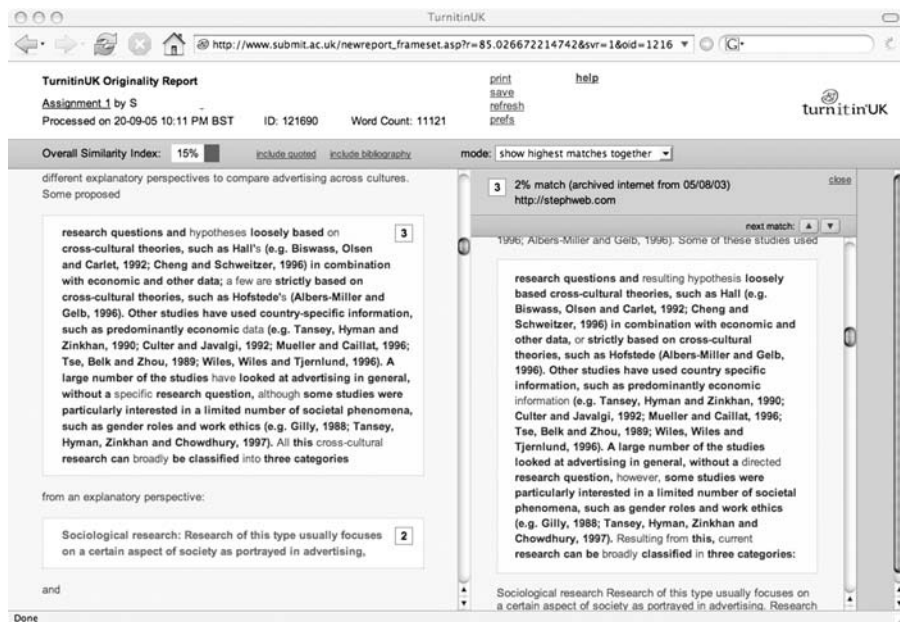 TurnitinUK
http://www.submit.ac.uk/newreport_frameset.asp?r=85.026672214742&svr=1&oid=1216
G
TurnitinUK Originality Report
Assignment 1 by S
Processed on 20-09-05 10:11 PM BST ID: 121690 Word Count: 11121
print
save
refresh
prefs
help
turnitin'UK
Overall Similarity Index: 15% include quoted include bibliography mode: show highest matches together
different explanatory perspectives to compare advertising across cultures.
Some proposed
research questions and hypotheses loosely based on 3
cross-cultural theories, such as Hall's (e.g. Biswass, Olsen
and Carlet, 1992; Cheng and Schweitzer, 1996) in combination
with economic and other data; a few are strictly based on
cross-cultural theories, such as Hofstede's (Albers-Miller and
Gelb, 1996). Other studies have used country-specific information,
such as predominantly economic data (e.g. Tansey, Hyman and
Zinkhan, 1990; Culter and Javalgi, 1992; Mueller and Caillat, 1996;
Tse, Belk and Zhou, 1989; Wiles, Wiles and Tjernlund, 1996). A
large number of the studies have looked at advertising in general,
without a specific research question, although some studies were
particularly interested in a limited number of societal phenomena,
such as gender roles and work ethics (e.g. Gilly, 1988; Tansey,
Hyman, Zinkhan and Chowdhury, 1997). All this cross-cultural
research can broadly be classified into three categories
from an explanatory perspective:
Sociological research: Research of this type usually focuses 2
on a certain aspect of society as portrayed in advertising,
and
3 2% match (archived internet from 05/08/03) close
http://stephweb.com
next match:
1996; Albers-Miller and Gelb, 1996). Some of these studies used
research questions and resulting hypothesis loosely
based cross-cultural theories, such as Hall (e.g.
Biswass, Olsen and Carlet, 1992; Cheng and
Schweitzer, 1996) in combination with economic and
other data, or strictly based on cross-cultural
theories, such as Hofstede (Albers-Miller and Gelb,
1996). Other studies have used country specific
information, such as predominantly economic
information (e.g. Tansey, Hyman and Zinkhan, 1990;
Culter and Javalgi, 1992; Mueller and Caillat, 1996;
Tse, Belk and Zhou, 1989; Wiles, Wiles and
Tjernlund, 1996). A large number of the studies
looked at advertising in general, without a directed
research question, however, some studies were
particularly interested in a limited number of societal
phenomena, such as gender roles and work ethics
(e.g. Gilly, 1988; Tansey, Hyman, Zinkhan and
Chowdhury, 1997). Resulting from this, current
research can be broadly classified in three categories:
Sociological research Research of this type usually focuses on
a certain aspect of society as portrayed in advertising. Research
Done